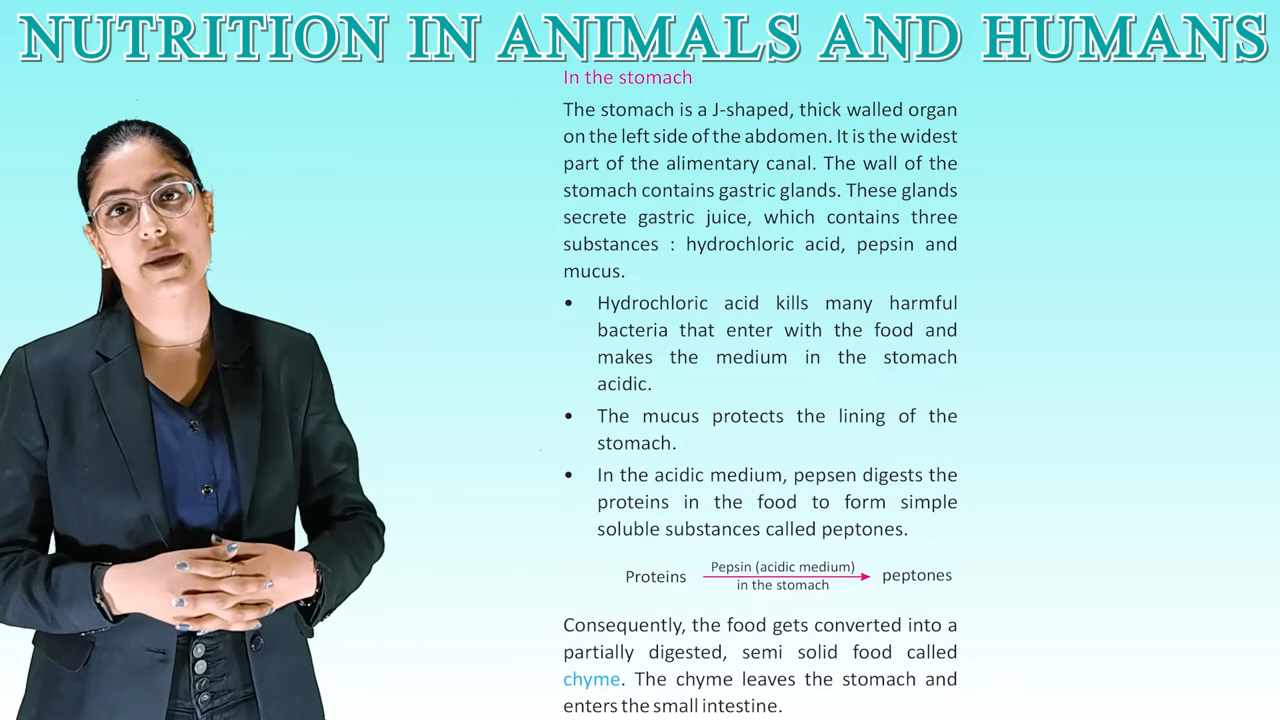 NUTRITION IN ANIMALS AND HUMANS
In the stomach
The stomach is a J-shaped, thick walled organ
on the left side of the abdomen. It is the widest
part of the alimentary canal. The wall of the
stomach contains gastric glands. These glands
secrete gastric juice, which contains three
substances : hydrochloric acid, pepsin and
mucus.
• Hydrochloric acid kills many harmful
bacteria that enter with the food and
makes the medium in the stomach
acidic.
• The mucus protects the lining of the
stomach.
• In the acidic medium, pepsen digests the
proteins in the food to form simple
soluble substances called peptones.
Proteins Pepsin (acidic medium) peptones
in the stomach
Consequently, the food gets converted into a
partially digested, semi solid food called
chyme. The chyme leaves the stomach and
enters the small intestine.